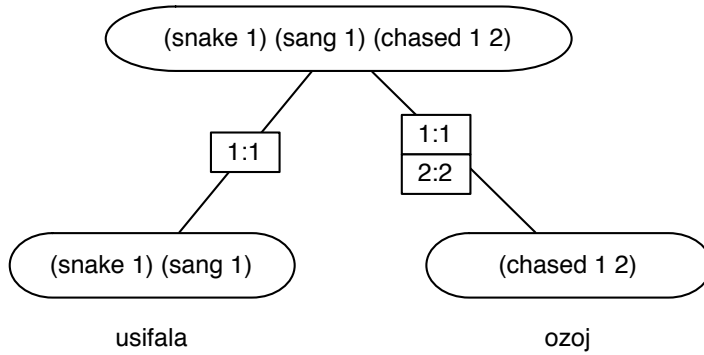 (snake 1) (sang 1) (chased 1 2)
1:1
1:1
2:2
(snake 1) (sang 1)
(chased 1 2)
usifala
ozoj